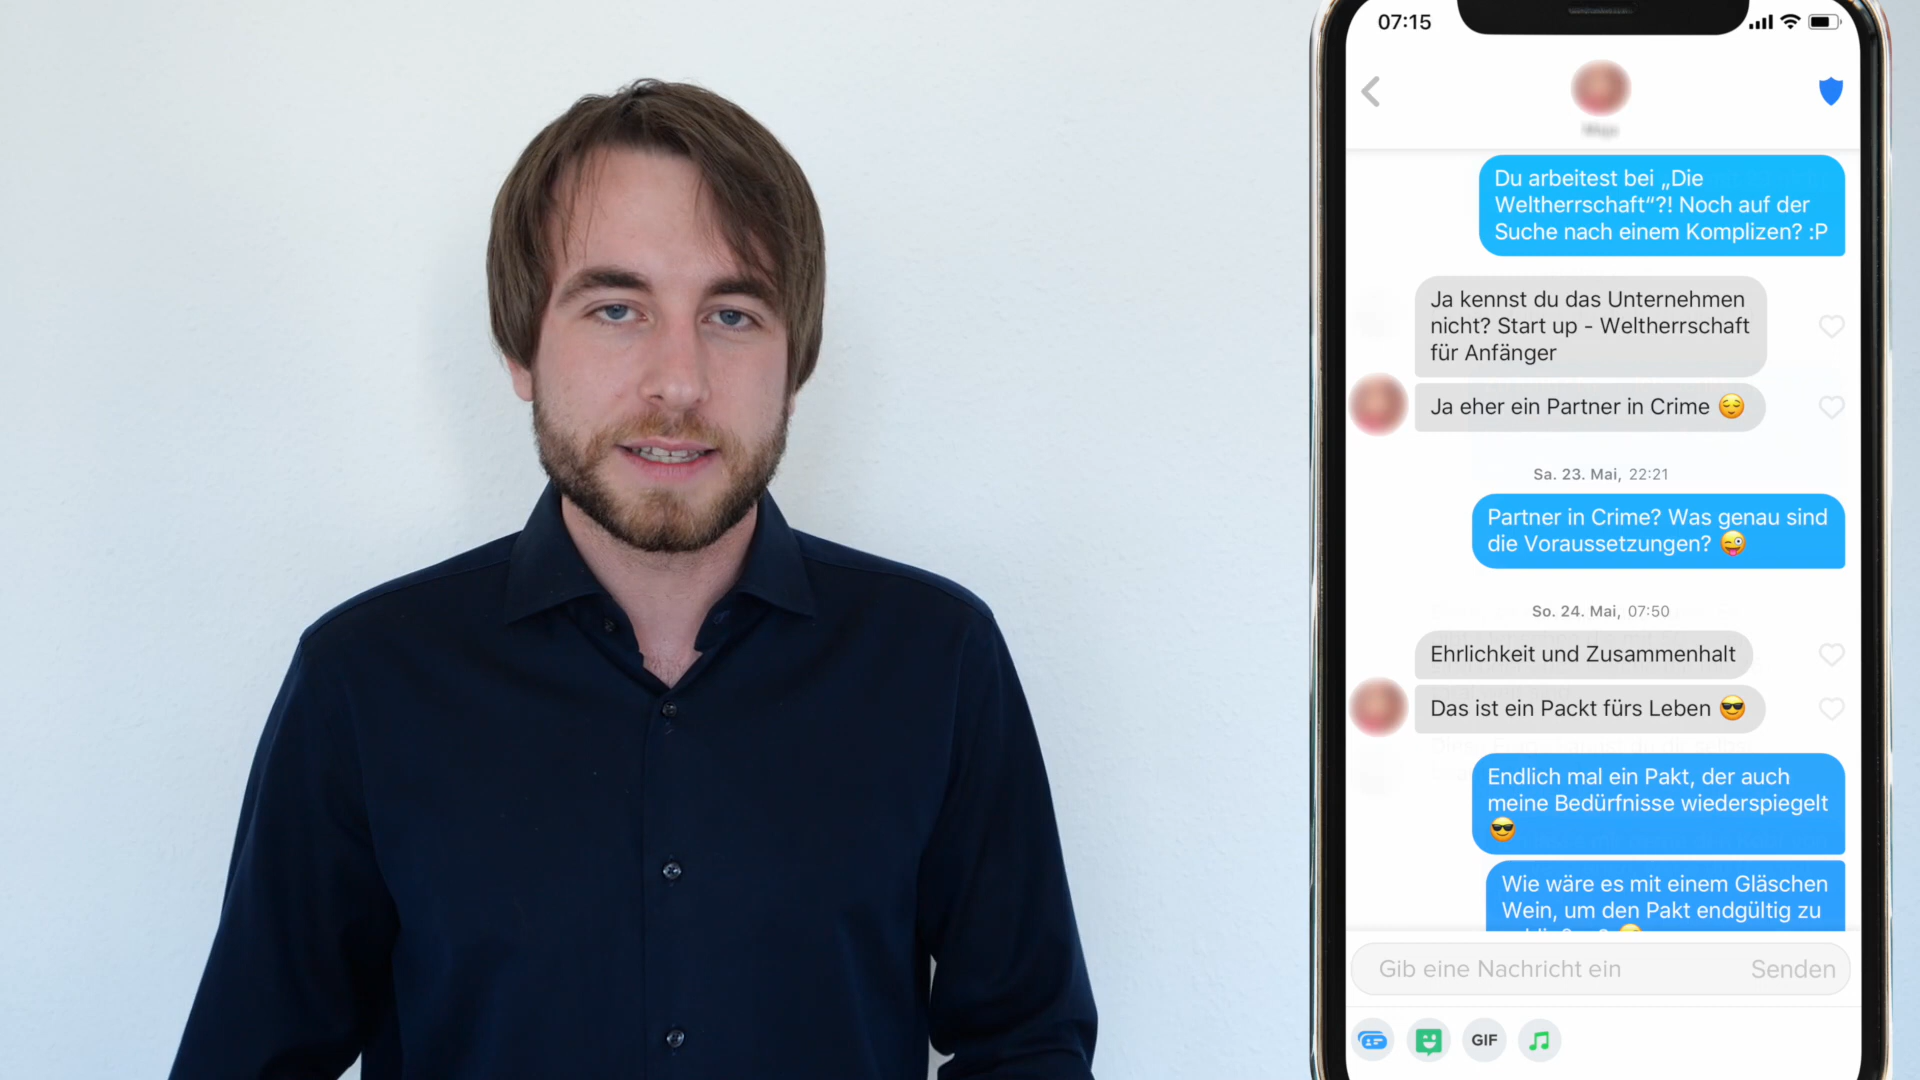 07:15
Du arbeitest bei „Die
Weltherrschaft“?! Noch auf der
Suche nach einem Komplizen? :P
Ja kennst du das Unternehmen
nicht? Start up - Weltherrschaft
für Anfänger
Ja eher ein Partner in Crime 😌
Sa. 23. Mai, 22:21
Partner in Crime? Was genau sind
die Voraussetzungen? 😜
So. 24. Mai, 07:50
Ehrlichkeit und Zusammenhalt
Das ist ein Packt fürs Leben 😎
Endlich mal ein Pakt, der auch
meine Bedürfnisse wiederspiegelt
😎
Wie wäre es mit einem Gläschen
Wein, um den Pakt endgültig zu
Gib eine Nachricht ein
Senden
GIF